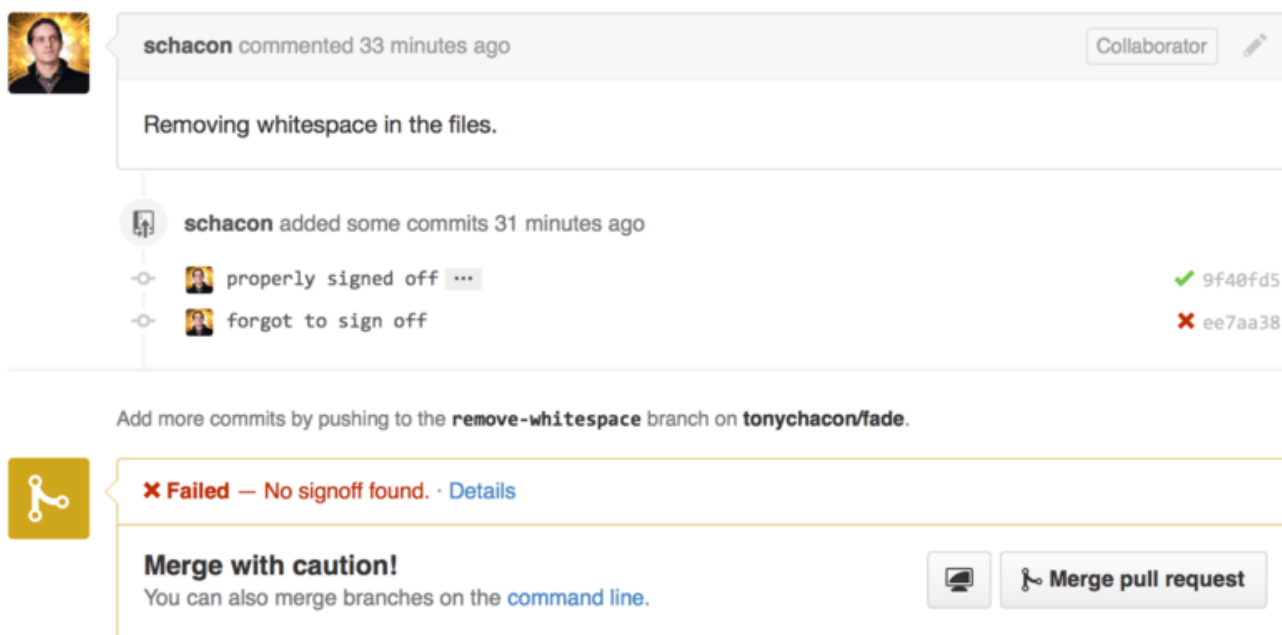 schacon commented 33 minutes ago Collaborator
Removing whitespace in the files.
schacon added some commits 31 minutes ago
properly signed off ... 9f40fd5
forgot to sign off ee7aa38
Add more commits by pushing to the remove-whitespace branch on tonychacon/fade.
Failed — No signoff found. · Details
Merge with caution!
You can also merge branches on the command line.
Merge pull request